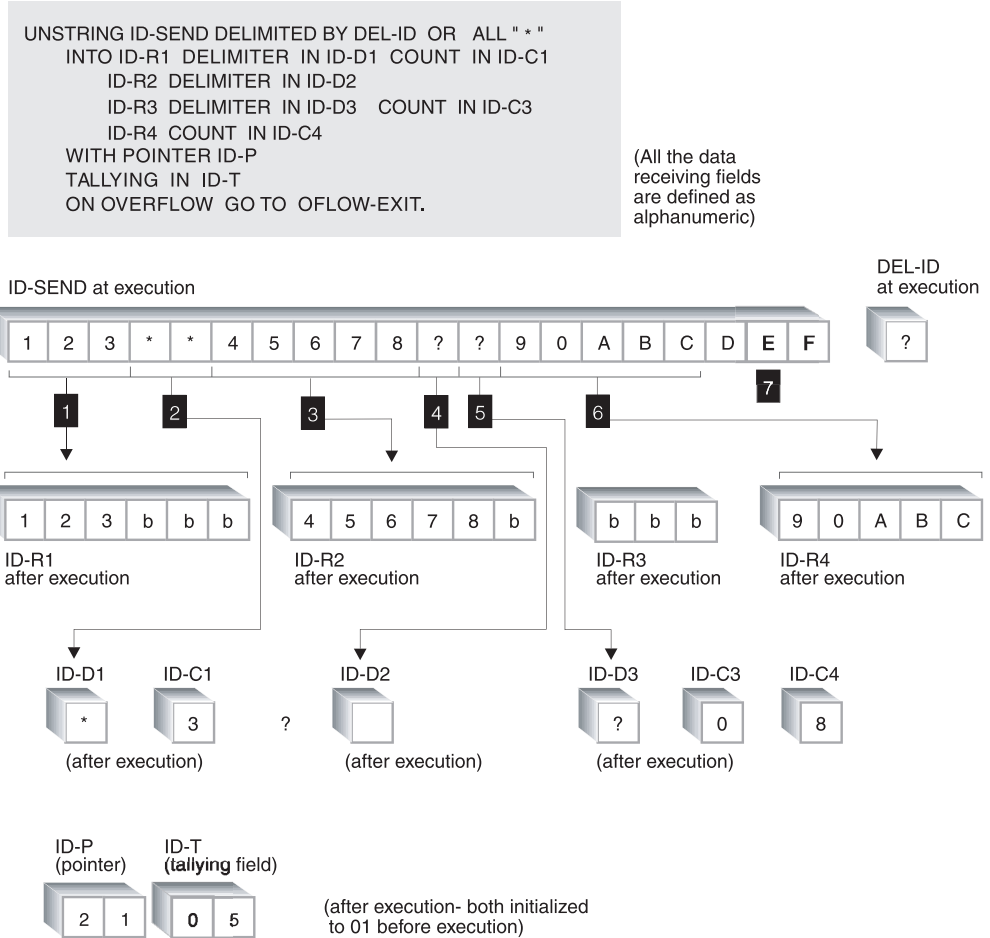 UNSTRING ID-SEND DELIMITED BY DEL-ID OR ALL "*"
INTO ID-R1 DELIMITER IN ID-D1 COUNT IN ID-C1
ID-R2 DELIMITER IN ID-D2
ID-R3 DELIMITER IN ID-D3 COUNT IN ID-C3
ID-R4 COUNT IN ID-C4
WITH POINTER ID-P
TALLYING IN ID-T
ON OVERFLOW GO TO OFLOW-EXIT.
(All the data
receiving fields
are defined as
alphanumeric)
ID-SEND at execution
DEL-ID
at execution
1 2 3 * * 4 5 6 7 8 ? ? 9 0 A B C D E F
?
1 2 3 4 5 6 7
1 2 3 b b b
4 5 6 7 8 b
b b b
9 0 A B C
ID-R1
after execution
ID-R2
after execution
ID-R3
after execution
ID-R4
after execution
ID-D1 ID-C1 ID-D2 ID-D3 ID-C3 ID-C4
* 3 ? ? 0 8
(after execution) (after execution) (after execution)
ID-P
(pointer)
ID-T
(tallying field)
2 1 0 5
(after execution- both initialized
to 01 before execution)